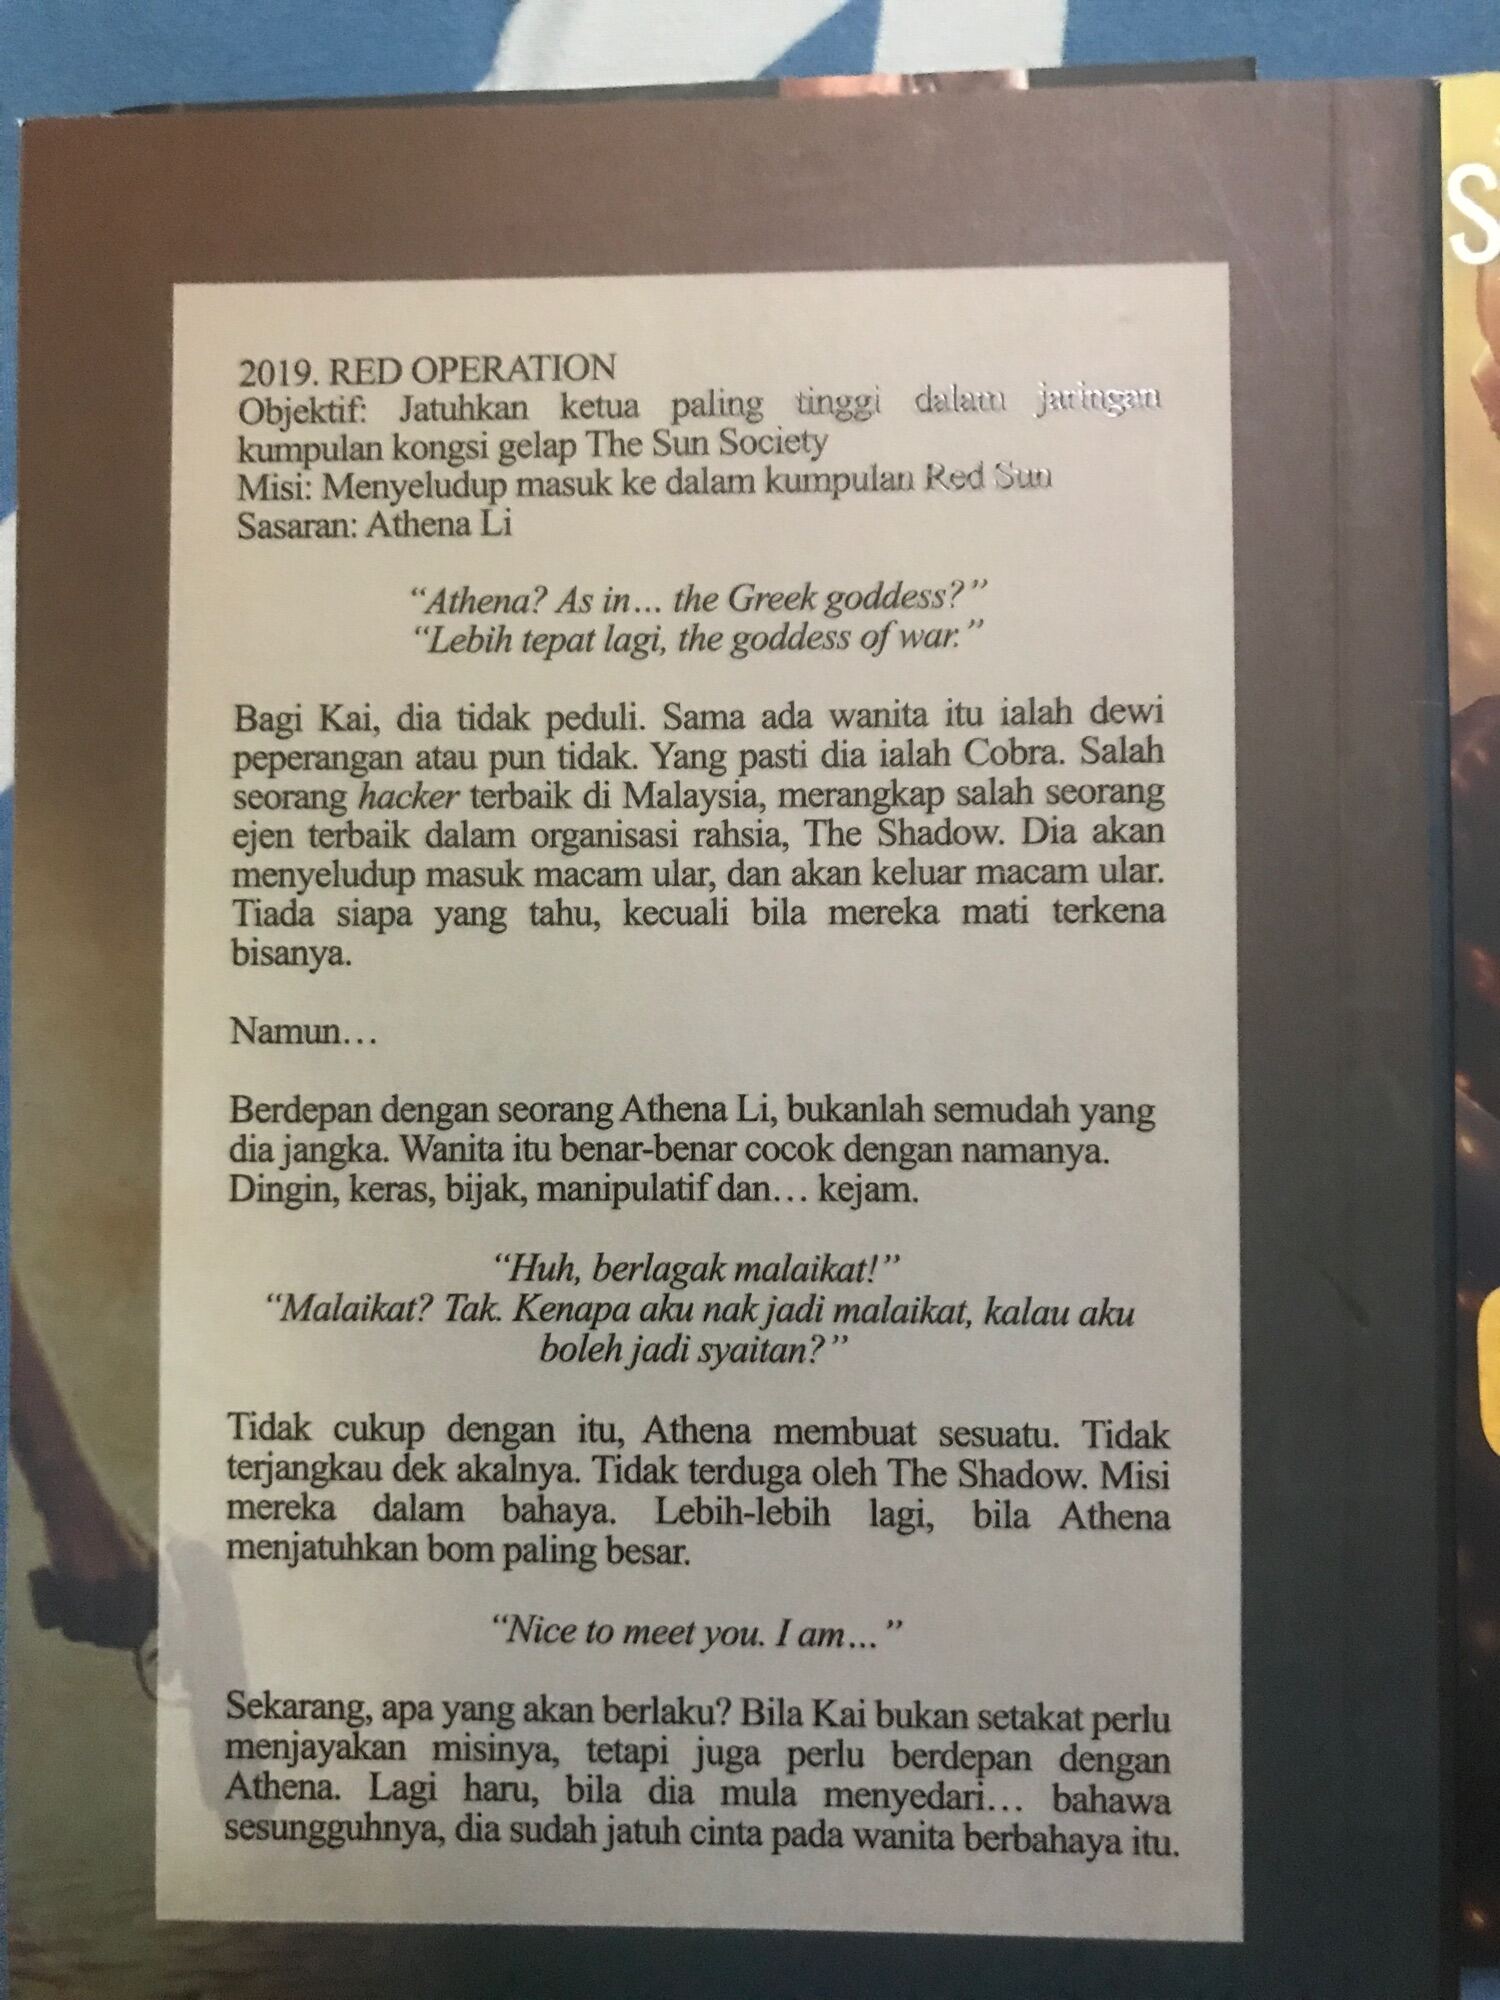 2019. RED OPERATION
Objektif: Jatuhkan ketua paling tinggi dalam jaringan
kumpulan kongsi gelap The Sun Society
Misi: Menyeludup masuk ke dalam kumpulan Red Sun
Sasaran: Athena Li
“Athena? As in... the Greek goddess?”
“Lebih tepat lagi, the goddess of war.”
Bagi Kai, dia tidak peduli. Sama ada wanita itu ialah dewi
peperangan atau pun tidak. Yang pasti dia ialah Cobra. Salah
seorang hacker terbaik di Malaysia, merangkap salah seorang
ejen terbaik dalam organisasi rahsia, The Shadow. Dia akan
menyeludup masuk macam ular, dan akan keluar macam ular.
Tiada siapa yang tahu, kecuali bila mereka mati terkena
bisanya.
Namun...
Berdepan dengan seorang Athena Li, bukanlah semudah yang
dia jangka. Wanita itu benar-benar cocok dengan namanya.
Dingin, keras, bijak, manipulatif dan... kejam.
“Huh, berlagak malaikat!”
“Malaikat? Tak. Kenapa aku nak jadi malaikat, kalau aku
boleh jadi syaitan?”
Tidak cukup dengan itu, Athena membuat sesuatu. Tidak
terjangkau dek akalnya. Tidak terduga oleh The Shadow. Misi
mereka dalam bahaya. Lebih-lebih lagi, bila Athena
menjatuhkan bom paling besar.
“Nice to meet you. I am...”
Sekarang, apa yang akan berlaku? Bila Kai bukan setakat perlu
menjayakan misinya, tetapi juga perlu berdepan dengan
Athena. Lagi haru, bila dia mula menyedari... bahawa
sesungguhnya, dia sudah jatuh cinta pada wanita berbahaya itu.
S